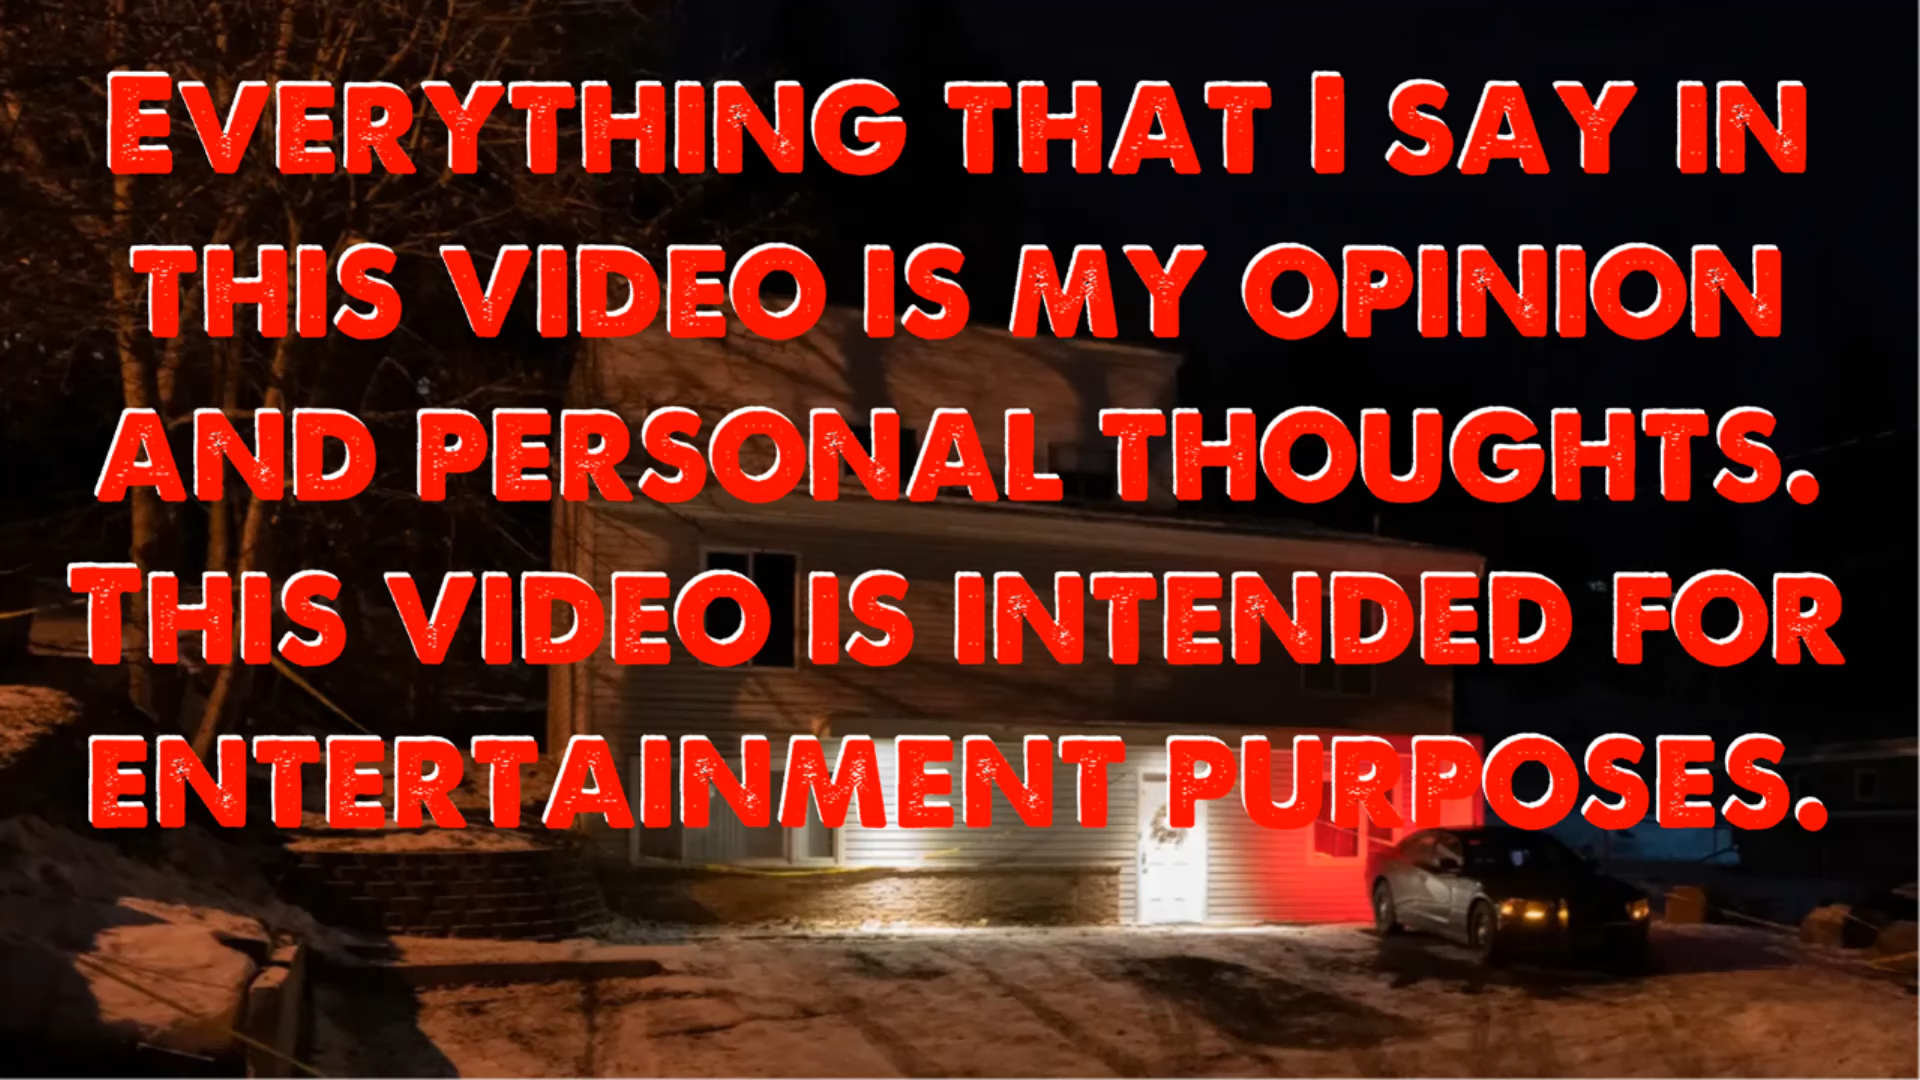 Everything that I say in
this video is my opinion
and personal thoughts.
This video is intended for
entertainment purposes.